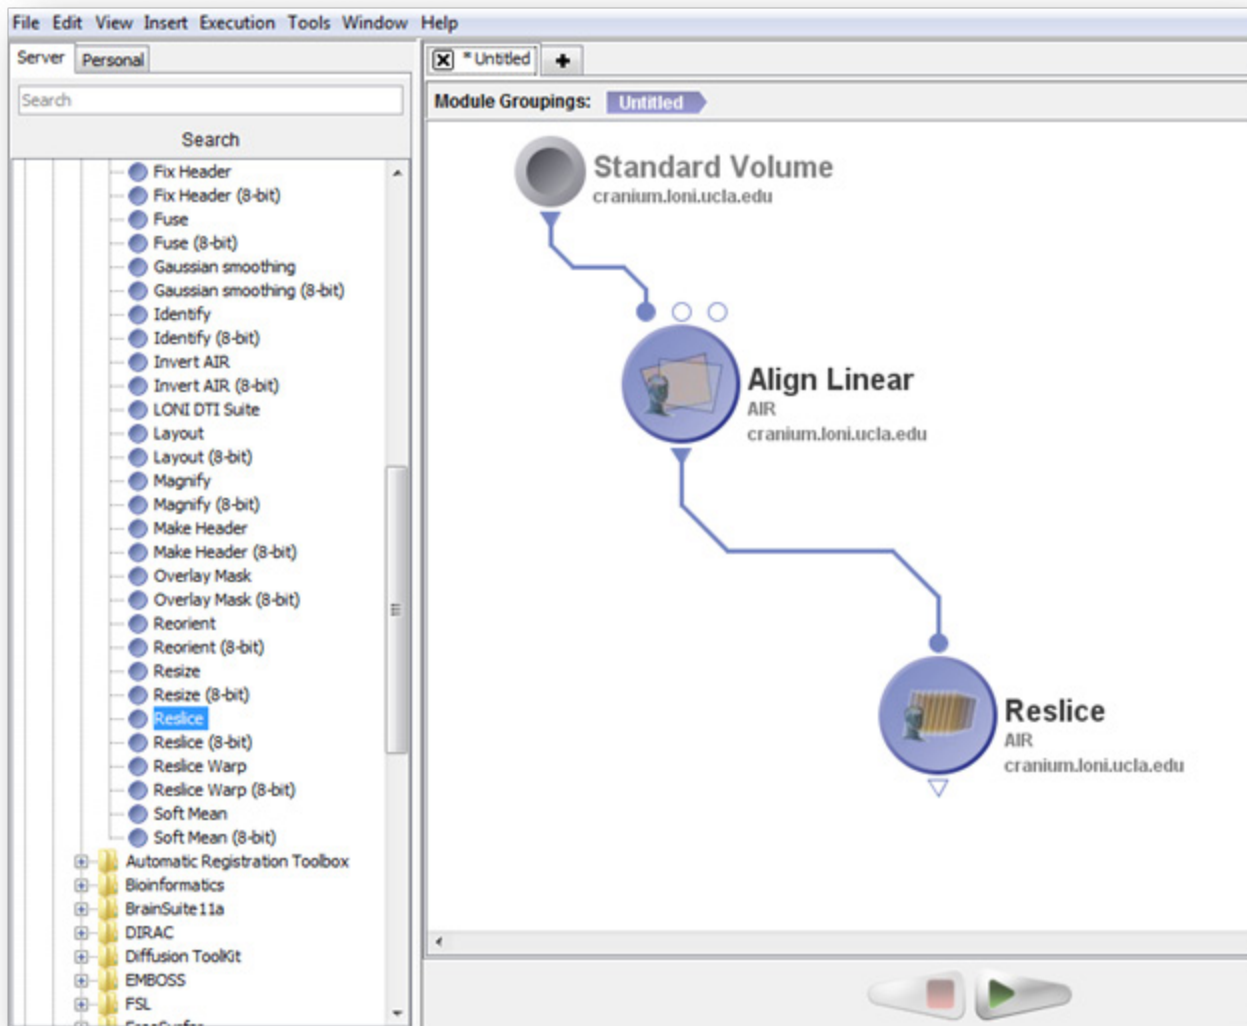 File Edit View Insert Execution Tools Window Help
Server Personal
Search
Search
Fix Header
Fix Header (8-bit)
Fuse
Fuse (8-bit)
Gaussian smoothing
Gaussian smoothing (8-bit)
Identify
Identify (8-bit)
Invert AIR
Invert AIR (8-bit)
LONI DTI Suite
Layout
Layout (8-bit)
Magnify
Magnify (8-bit)
Make Header
Make Header (8-bit)
Overlay Mask
Overlay Mask (8-bit)
Reorient
Reorient (8-bit)
Resize
Resize (8-bit)
Reslice
Reslice (8-bit)
Reslice Warp
Reslice Warp (8-bit)
Soft Mean
Soft Mean (8-bit)
Automatic Registration Toolbox
Bioinformatics
BrainSuite11a
DIRAC
Diffusion ToolKit
EMBOSS
FSL
* Untitled
Module Groupings: Untitled
Standard Volume
cranium.loni.ucla.edu
Align Linear
AIR
cranium.loni.ucla.edu
Reslice
AIR
cranium.loni.ucla.edu